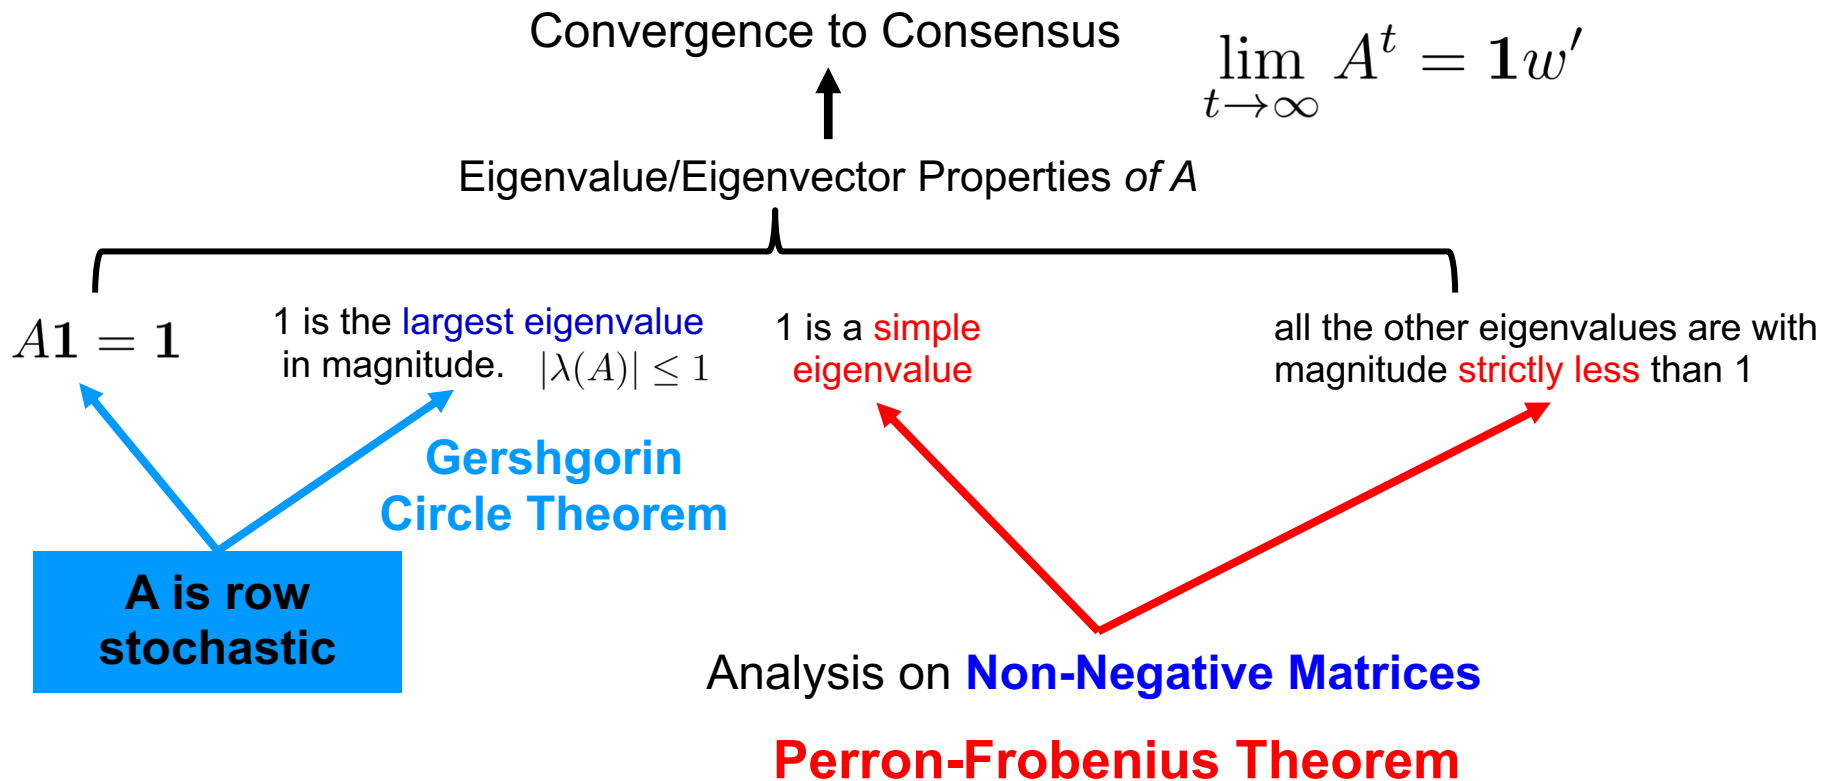 Convergence to Consensus
lim A^t = 1w′
t→∞
Eigenvalue/Eigenvector Properties of A
A1 = 1
1 is the largest eigenvalue
in magnitude. |λ(A)| ≤ 1
1 is a simple
eigenvalue
all the other eigenvalues are with
magnitude strictly less than 1
Gershgorin
Circle Theorem
A is row
stochastic
Analysis on Non-Negative Matrices
Perron-Frobenius Theorem